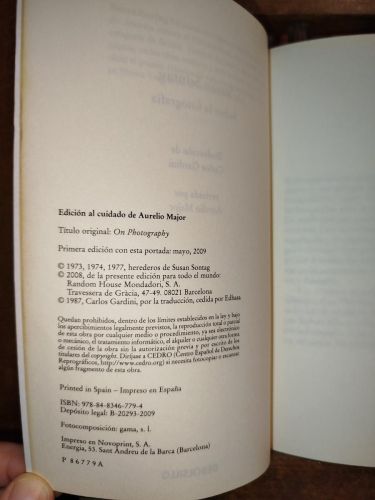 Edición al cuidado de Aurelio Major
Título original: On Photography
Primera edición con esta portada: mayo, 2009
© 1973, 1974, 1977, herederos de Susan Sontag
© 2008, de la presente edición para todo el mundo:
Random House Mondadori, S. A.
Travessera de Gràcia, 47-49. 08021 Barcelona
© 1987, Carlos Gardini, por la traducción, cedida por Edhasa
Quedan prohibidos, dentro de los límites establecidos en la ley y bajo
los apercibimientos legalmente previstos, la reproducción total o parcial
de esta obra por cualquier medio o procedimiento, ya sea electrónico
o mecánico, el tratamiento informático, el alquiler o cualquier otra forma
de cesión de la obra sin la autorización previa y por escrito de los
titulares del copyright. Diríjase a CEDRO (Centro Español de Derechos
Reprográficos, http://www.cedro.org) si necesita fotocopiar o escanear
algún fragmento de esta obra.
Printed in Spain – Impreso en España
ISBN: 978-84-8346-779-4
Depósito legal: B-20293-2009
Fotocomposición: gama, s. l.
Impreso en Novoprint, S. A.
Energía, 53. Sant Andreu de la Barca (Barcelona)
P 86779A